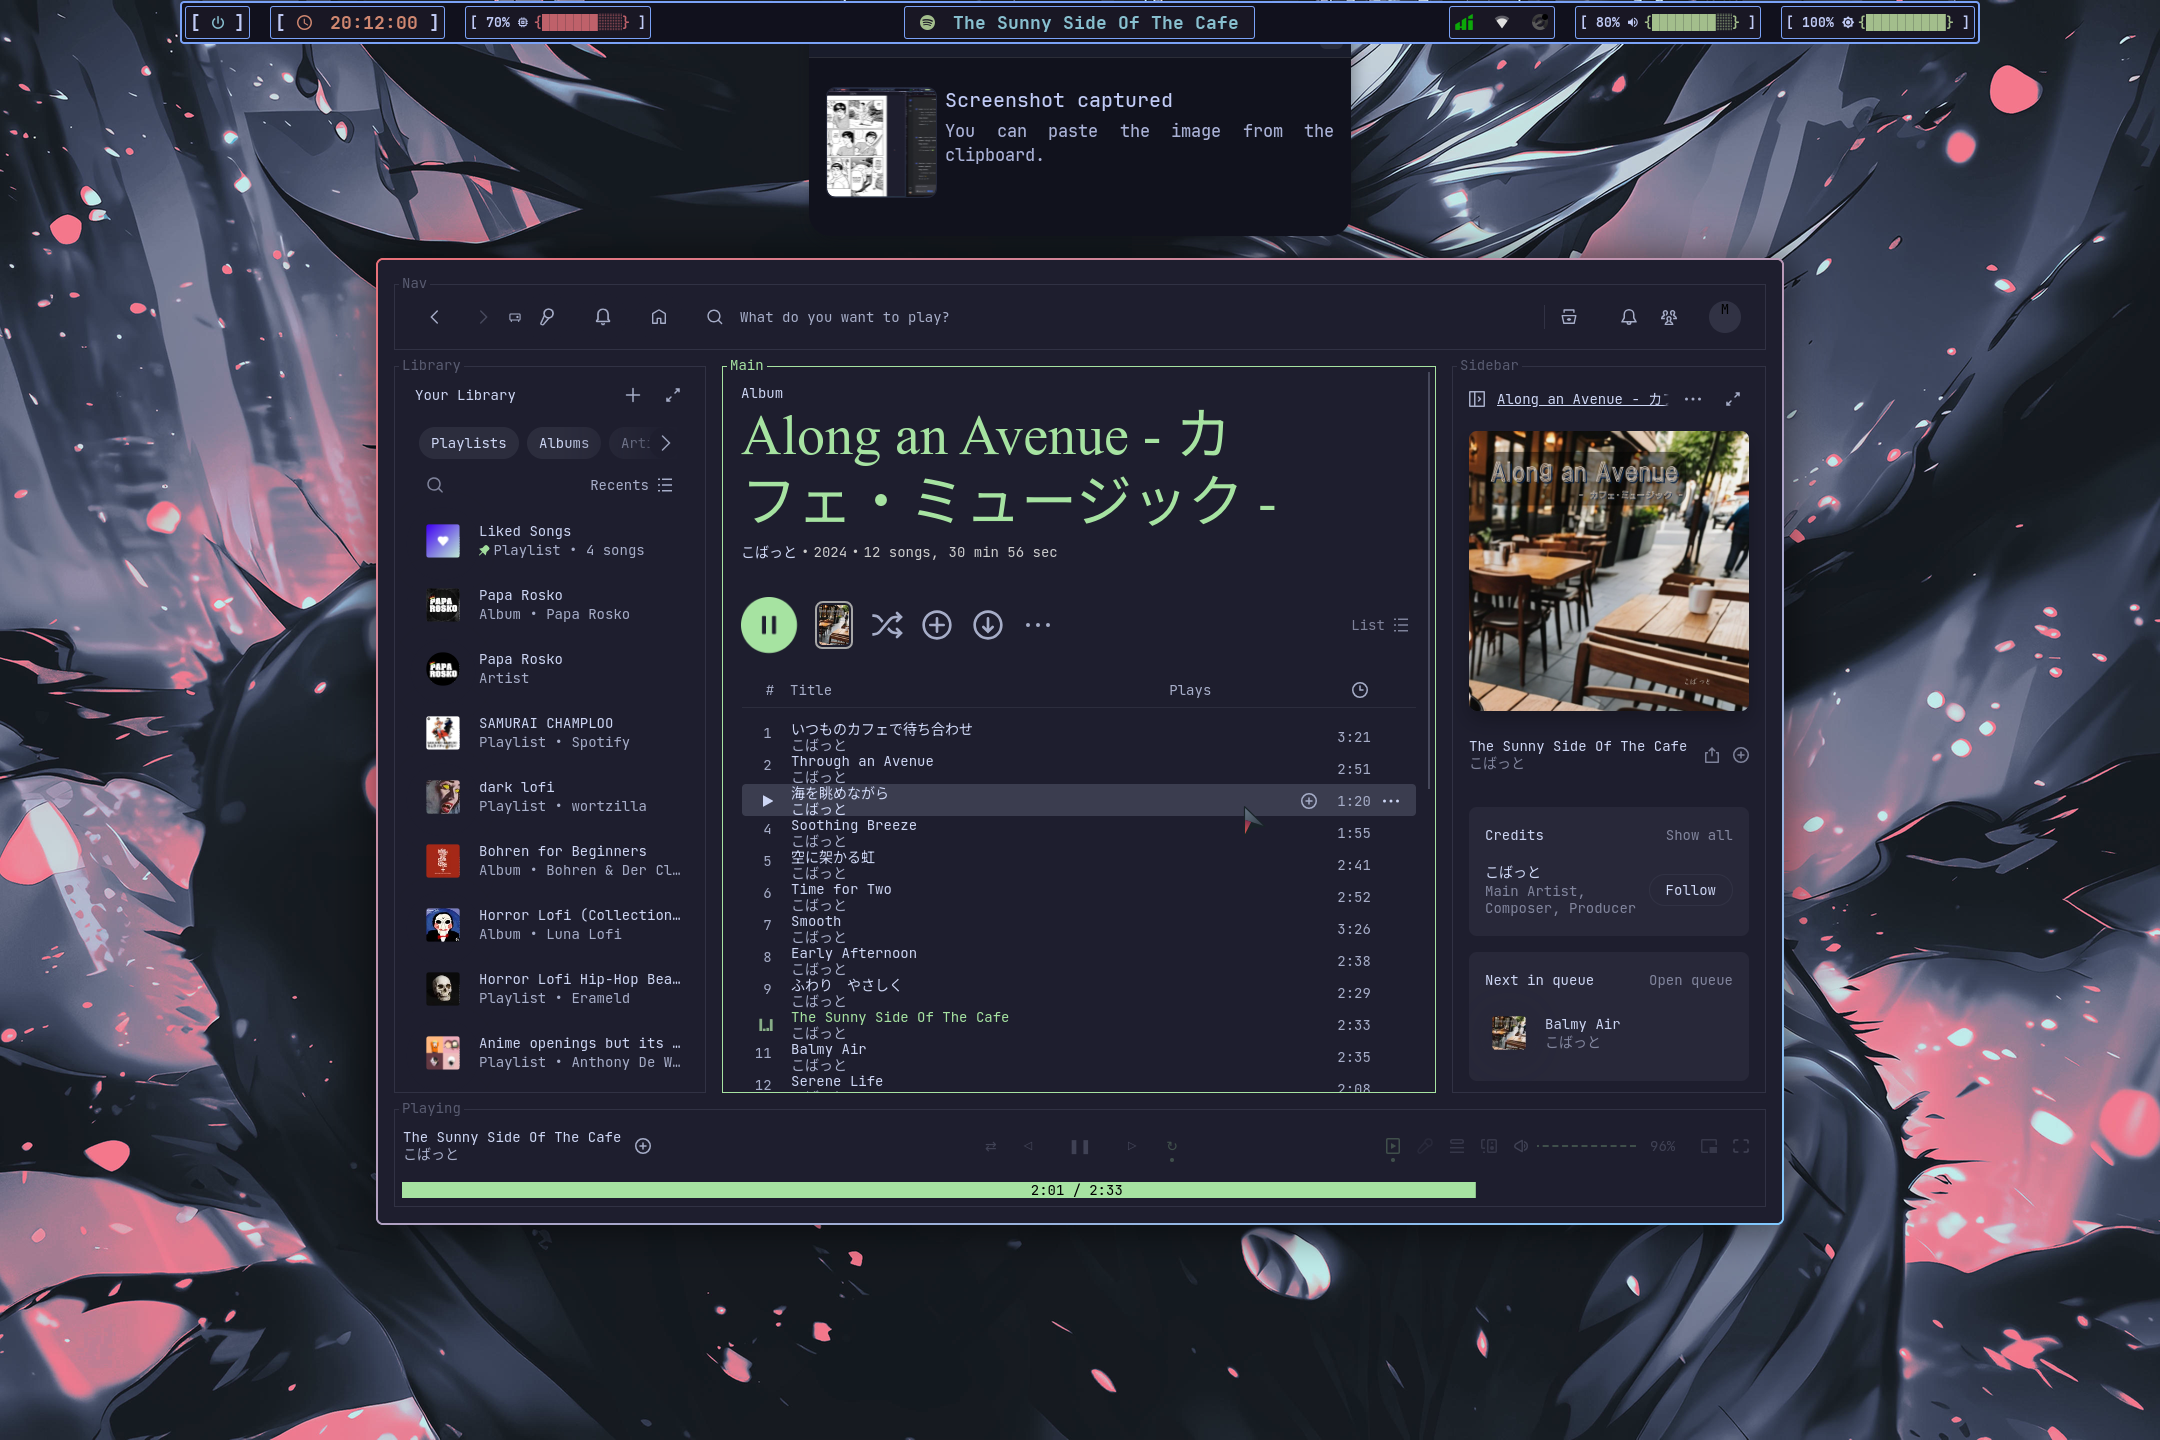 [ ]
[ 20:12:00 ]
[ 70% { } ]
The Sunny Side Of The Cafe
[ 80% { } ]
[ 100% { } ]
Screenshot captured
You can paste the image from the
clipboard.
Nav
What do you want to play?
M
Library
Your Library
Playlists
Albums
Recents
Liked Songs
Playlist • 4 songs
PAPA ROSKO
Papa Rosko
Album • Papa Rosko
PAPA ROSKO
Papa Rosko
Artist
SAMURAI CHAMPLOO
Playlist • Spotify
dark lofi
Playlist • wortzilla
Bohren for Beginners
Album • Bohren & Der Cl…
Horror Lofi (Collection…
Album • Luna Lofi
Horror Lofi Hip-Hop Bea…
Playlist • Erameld
Anime openings but its …
Playlist • Anthony De W…
Main
Album
Along an Avenue - カ
フェ・ミュージック -
こばっと • 2024 • 12 songs, 30 min 56 sec
List
# Title Plays
1 いつものカフェで待ち合わせ 3:21
こばっと
2 Through an Avenue 2:51
こばっと
海を眺めながら 1:20
こばっと
4 Soothing Breeze 1:55
こばっと
5 空に架かる虹 2:41
こばっと
6 Time for Two 2:52
こばっと
7 Smooth 3:26
こばっと
8 Early Afternoon 2:38
こばっと
9 ふわり　やさしく 2:29
こばっと
The Sunny Side Of The Cafe 2:33
こばっと
11 Balmy Air 2:35
こばっと
12 Serene Life 2:08
Sidebar
Along an Avenue - カ
Along an Avenue
- カフェ・ミュージック -
こばっと
The Sunny Side Of The Cafe
こばっと
Credits Show all
こばっと
Main Artist,
Composer, Producer
Follow
Next in queue Open queue
Balmy Air
こばっと
Playing
The Sunny Side Of The Cafe
こばっと
96%
2:01 / 2:33